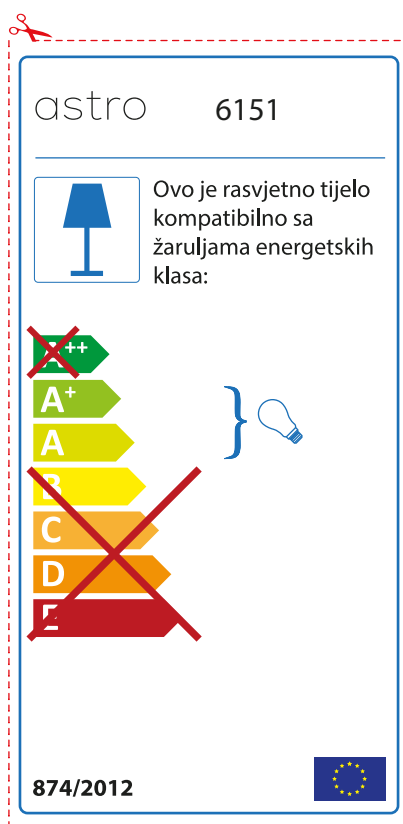 astro 6151
Ovo je rasvjetno tijelo
kompatibilno sa
žaruljama energetskih
klasa:
A++
A+
A
B
C
D
E
874/2012